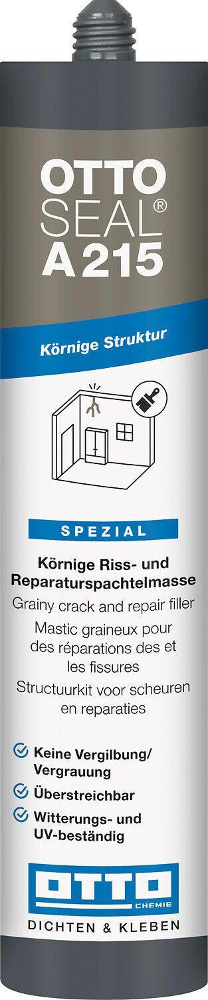 OTTO
SEAL®
A 215
Körnige Struktur
SPEZIAL
Körnige Riss- und
Reparaturspachtelmasse
Grainy crack and repair filler
Mastic graineux pour
des réparations des et
les fissures
Structuurkit voor scheuren
en reparaties
Keine Vergilbung/
Vergrauung
Überstreichbar
Witterungs- und
UV-beständig
OTTO
CHEMIE
DICHTEN & KLEBEN